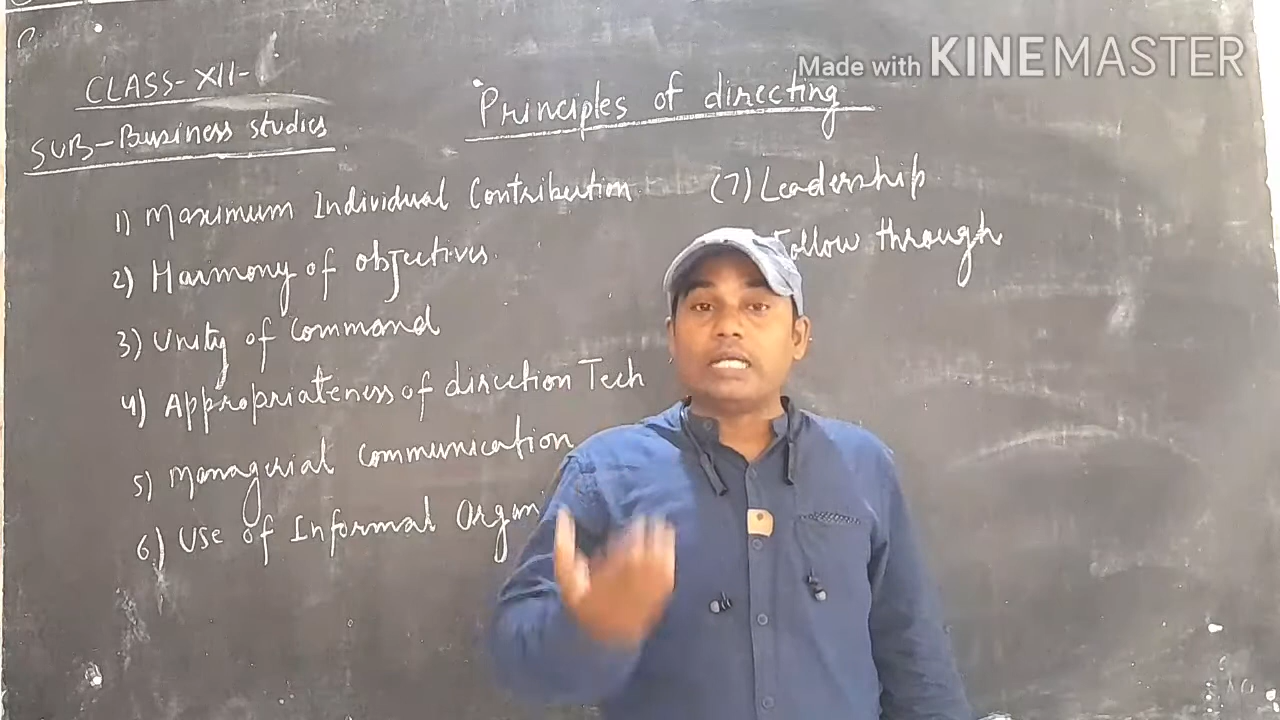 Made with KINEMASTER
CLASS-XII-
SUB-Business studies
Principles of directing
1) Maximum Individual Contribution
2) Harmony of objectives.
3) Unity of Command
4) Appropriateness of direction Tech
5) Managerial Communication
6) Use of Informal Organi
(7) Leadership
Follow through